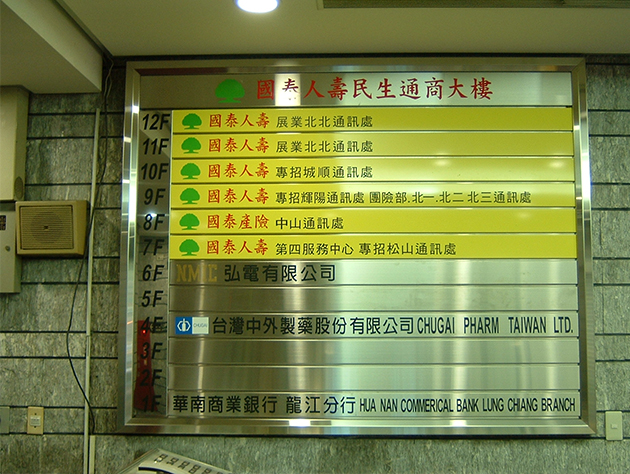 國泰人壽民生通商大樓
12F 國泰人壽 展業北北通訊處
11F 國泰人壽 展業北北通訊處
10F 國泰人壽 專招城順通訊處
9F 國泰人壽 專招輝陽通訊處 團險部.北一.北二 北三通訊處
8F 國泰產險 中山通訊處
7F 國泰人壽 第四服務中心 專招松山通訊處
6F NMC 弘電有限公司
5F
4F CHUGAI 台灣中外製藥股份有限公司 CHUGAI PHARM TAIWAN LTD.
3F
2F
1F 華南商業銀行 龍江分行 HUA NAN COMMERICAL BANK LUNG CHIANG BRANCH